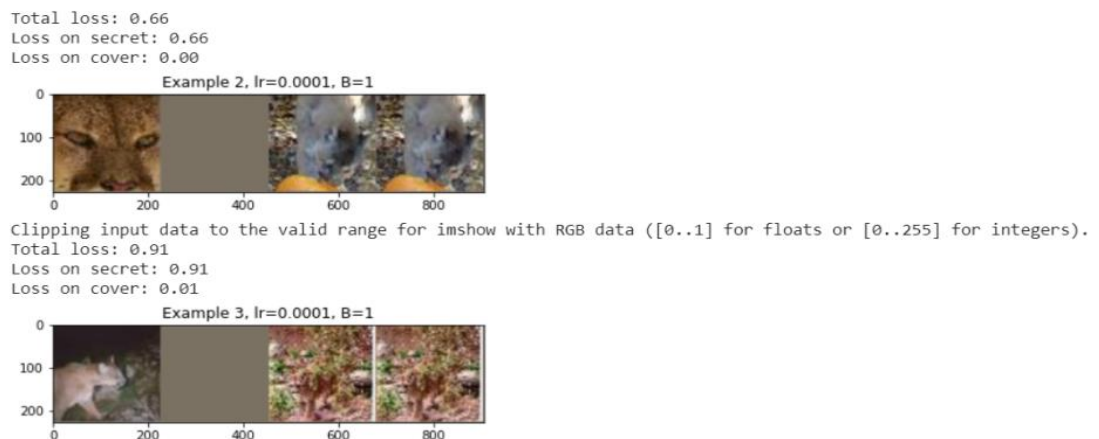 Total loss: 0.66
Loss on secret: 0.66
Loss on cover: 0.00
Example 2, lr=0.0001, B=1
0
100
200
0 200 400 600 800
Clipping input data to the valid range for imshow with RGB data ([0..1] for floats or [0..255] for integers).
Total loss: 0.91
Loss on secret: 0.91
Loss on cover: 0.01
Example 3, lr=0.0001, B=1
0
100
200
0 200 400 600 800